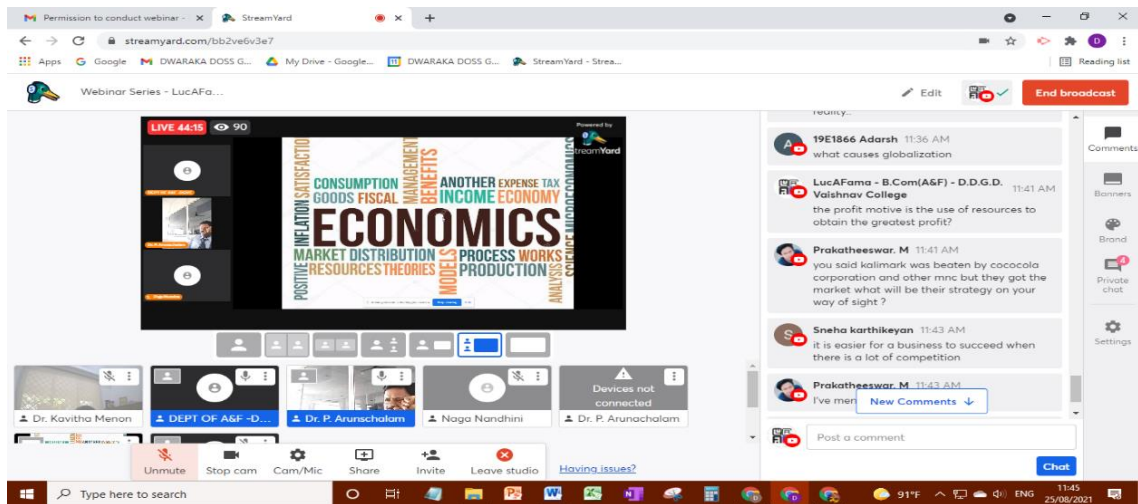 Permission to conduct webinar -
StreamYard
streamyard.com/bb2ve6v3e7
Apps
Google
DWARAKA DOSS G...
My Drive - Google...
DWARAKA DOSS G...
StreamYard - Strea...
Reading list
Webinar Series - LucAFa...
Edit
End broadcast
LIVE 44:15 90
Powered by
StreamYard
INFLATION SATISFACTIO
POSITIVE
CONSUMPTION
GOODS FISCAL
MANAGEMENT
BENEFITS
ANOTHER EXPENSE TAX
INCOME ECONOMY
ECONOMICS
MARKET DISTRIBUTION
RESOURCES THEORIES
MODELS
PROCESS WORKS
PRODUCTION
ANALYSIS
SCIENCE MICROECONOMICS
Dr. Kavitha Menon
DEPT OF A&F -D...
Dr. P. Arunschalam
Naga Nandhini
Devices not
connected
Dr. P. Arunachalam
Unmute
Stop cam
Cam/Mic
Share
Invite
Leave studio
Having issues?
reality..
19E1866 Adarsh 11:36 AM
what causes globalization
LucAFama - B.Com(A&F) - D.D.G.D.
Vaishnav College 11:41 AM
the profit motive is the use of resources to
obtain the greatest profit?
Prakatheeswar. M 11:41 AM
you said kalimark was beaten by cococola
corporation and other mnc but they got the
market what will be their strategy on your
way of sight ?
Sneha karthikeyan 11:43 AM
it is easier for a business to succeed when
there is a lot of competition
Prakatheeswar. M 11:43 AM
I've men
New Comments
Post a comment
Chat
Comments
Banners
Brand
4
Private
chat
Settings
Type here to search
91°F
ENG
11:45
25/08/2021